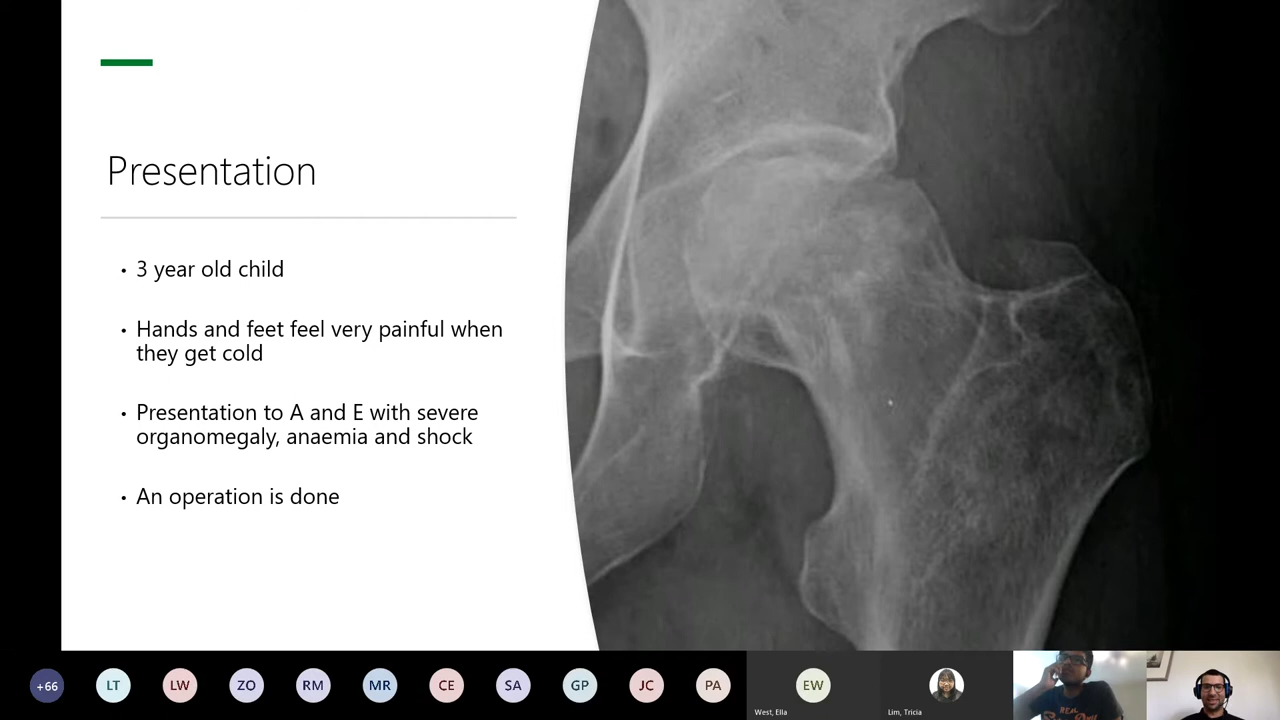 Presentation
• 3 year old child
• Hands and feet feel very painful when
they get cold
• Presentation to A and E with severe
organomegaly, anaemia and shock
• An operation is done
+66
LT
LW
ZO
RM
MR
CE
SA
GP
JC
PA
EW
West, Ella
Lim, Tricia
REAL